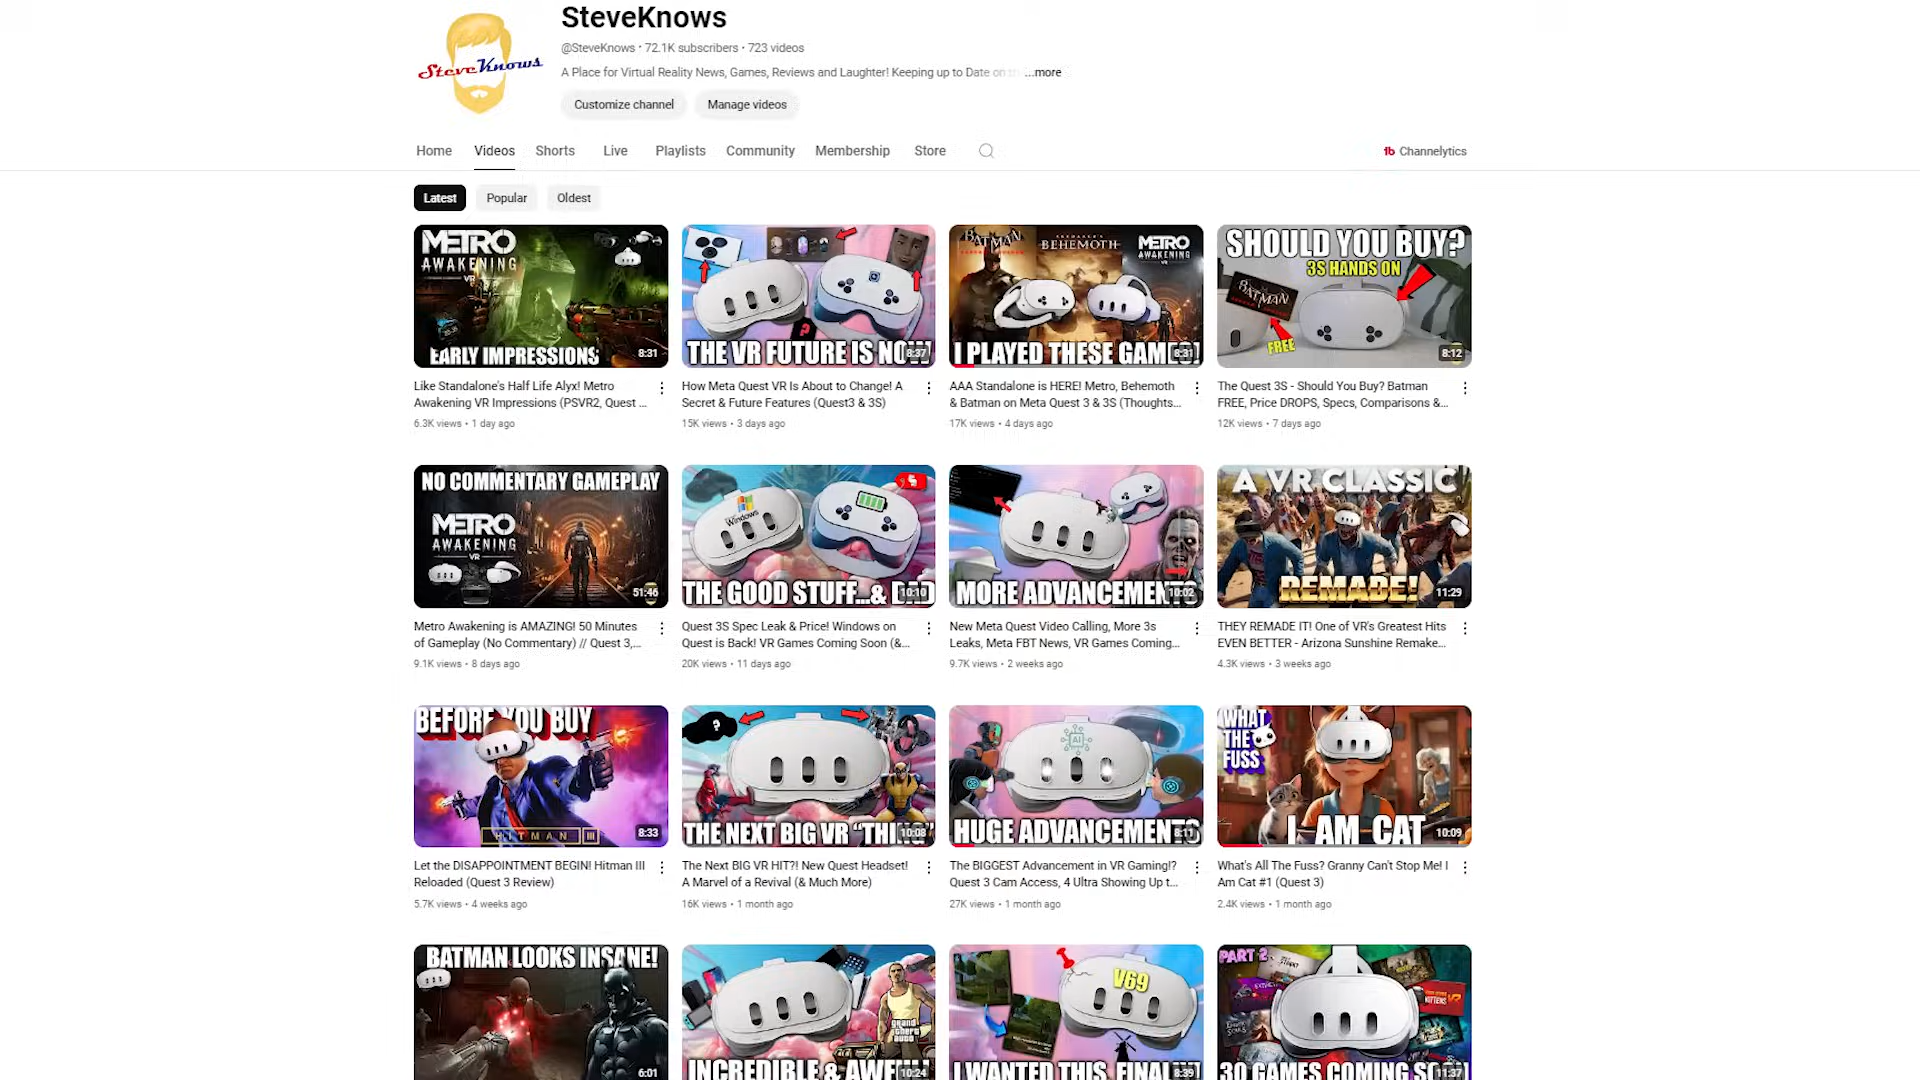 SteveKnows
SteveKnows
@SteveKnows • 72.1K subscribers • 723 videos
A Place for Virtual Reality News, Games, Reviews and Laughter! Keeping up to Date on th ...more
Customize channel
Manage videos
Home
Videos
Shorts
Live
Playlists
Community
Membership
Store
Channelytics
Latest
Popular
Oldest
METRO
AWAKENING
VR
EARLY IMPRESSIONS
8:31
THE VR FUTURE IS NOW
8:37
BATMAN
BEHEMOTH
METRO
AWAKENING
VR
I PLAYED THESE GAMES!
8:31
SHOULD YOU BUY?
3S HANDS ON
BATMAN
FREE
8:12
Like Standalone's Half Life Alyx! Metro
Awakening VR Impressions (PSVR2, Quest ...
6.3K views • 1 day ago
How Meta Quest VR Is About to Change! A
Secret & Future Features (Quest3 & 3S)
15K views • 3 days ago
AAA Standalone is HERE! Metro, Behemoth
& Batman on Meta Quest 3 & 3S (Thoughts...
17K views • 4 days ago
The Quest 3S - Should You Buy? Batman
FREE, Price DROPS, Specs, Comparisons &...
12K views • 7 days ago
NO COMMENTARY GAMEPLAY
METRO
AWAKENING
VR
51:46
Windows
THE GOOD STUFF...& BAD
10:10
MORE ADVANCEMENTS
10:02
A VR CLASSIC
REMADE!
11:29
Metro Awakening is AMAZING! 50 Minutes
of Gameplay (No Commentary) // Quest 3,...
9.1K views • 8 days ago
Quest 3S Spec Leak & Price! Windows on
Quest is Back! VR Games Coming Soon (&...
20K views • 11 days ago
New Meta Quest Video Calling, More 3s
Leaks, Meta FBT News, VR Games Coming...
9.7K views • 2 weeks ago
THEY REMADE IT! One of VR's Greatest Hits
EVEN BETTER - Arizona Sunshine Remake...
4.3K views • 3 weeks ago
BEFORE YOU BUY
HITMAN III
8:33
?
THE NEXT BIG VR "THING"
10:08
AI
HUGE ADVANCEMENTS
8:11
WHAT
THE
FUSS
I AM CAT
10:09
Let the DISAPPOINTMENT BEGIN! Hitman III
Reloaded (Quest 3 Review)
5.7K views • 4 weeks ago
The Next BIG VR HIT?! New Quest Headset!
A Marvel of a Revival (& Much More)
16K views • 1 month ago
The BIGGEST Advancement in VR Gaming!?
Quest 3 Cam Access, 4 Ultra Showing Up t...
27K views • 1 month ago
What's All The Fuss? Granny Can't Stop Me! I
Am Cat #1 (Quest 3)
2.4K views • 1 month ago
BATMAN LOOKS INSANE!
6:01
grand
theft
auto
INCREDIBLE & AWFUL
10:24
V69
I WANTED THIS, FINALLY
8:39
PART 2
30 GAMES COMING SOON
11:37